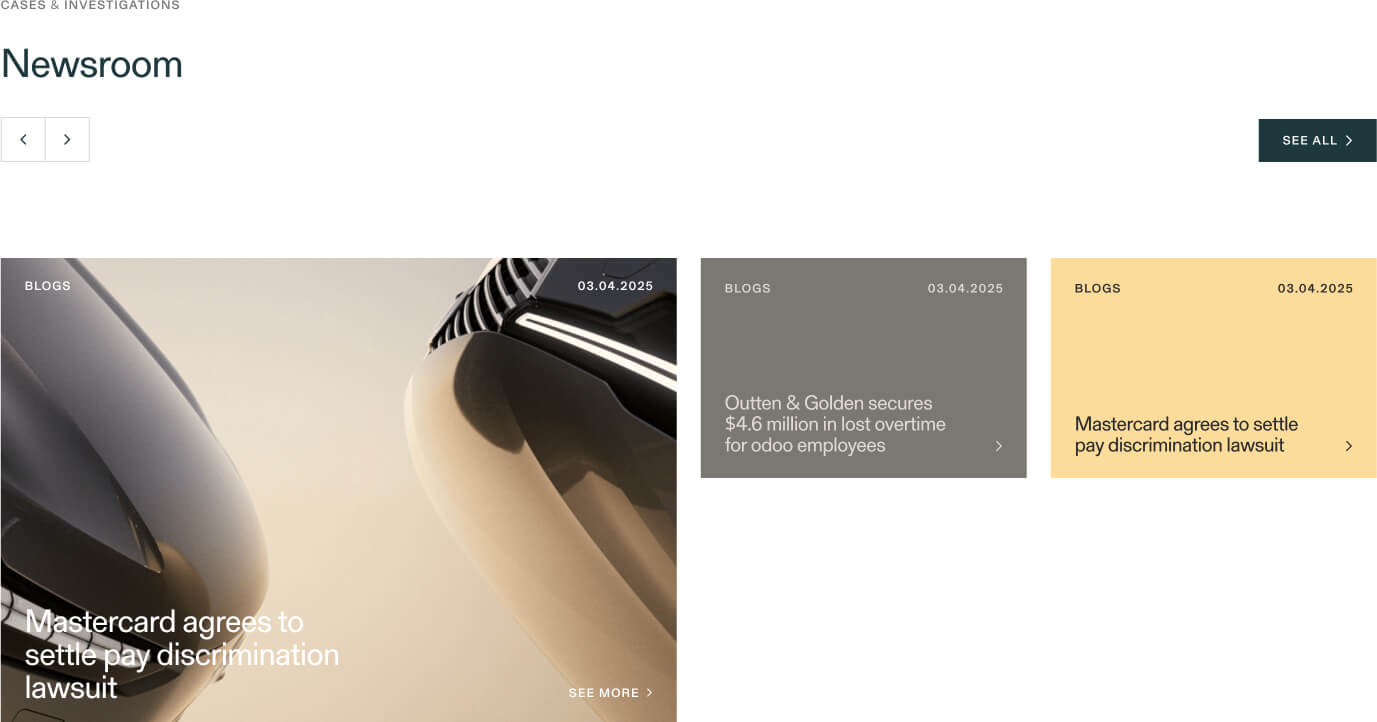 CASES & INVESTIGATIONS
Newsroom
SEE ALL
BLOGS
03.04.2025
Mastercard agrees to
settle pay discrimination
lawsuit
SEE MORE
BLOGS
03.04.2025
Outten & Golden secures
$4.6 million in lost overtime
for odoo employees
BLOGS
03.04.2025
Mastercard agrees to settle
pay discrimination lawsuit